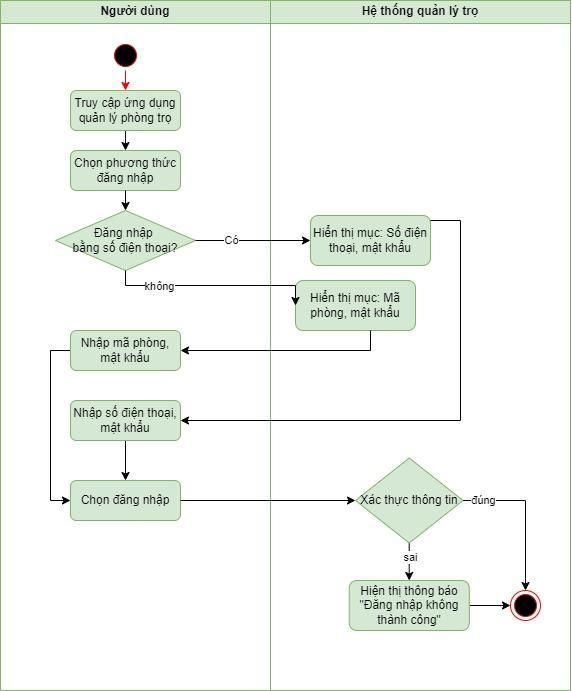 Người dùng
Hệ thống quản lý trọ
Truy cập ứng dụng
quản lý phòng trọ
Chọn phương thức
đăng nhập
Đăng nhập
bằng số điện thoại?
Có
Hiển thị mục: Số điện
thoại, mật khẩu
không
Hiển thị mục: Mã
phòng, mật khẩu
Nhập mã phòng,
mật khẩu
Nhập số điện thoại,
mật khẩu
Chọn đăng nhập
Xác thực thông tin
đúng
sai
Hiện thị thông báo
"Đăng nhập không
thành công"